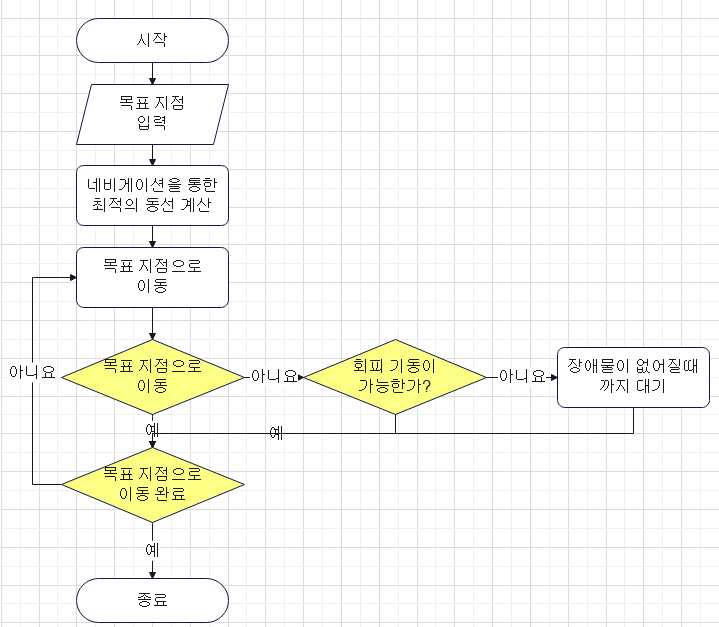 시작
목표 지점
입력
네비게이션을 통한
최적의 동선 계산
목표 지점으로
이동
목표 지점으로
이동
아니요
회피 기동이
가능한가?
아니요
장애물이 없어질때
까지 대기
아니요
예
예
목표 지점으로
이동 완료
예
종료